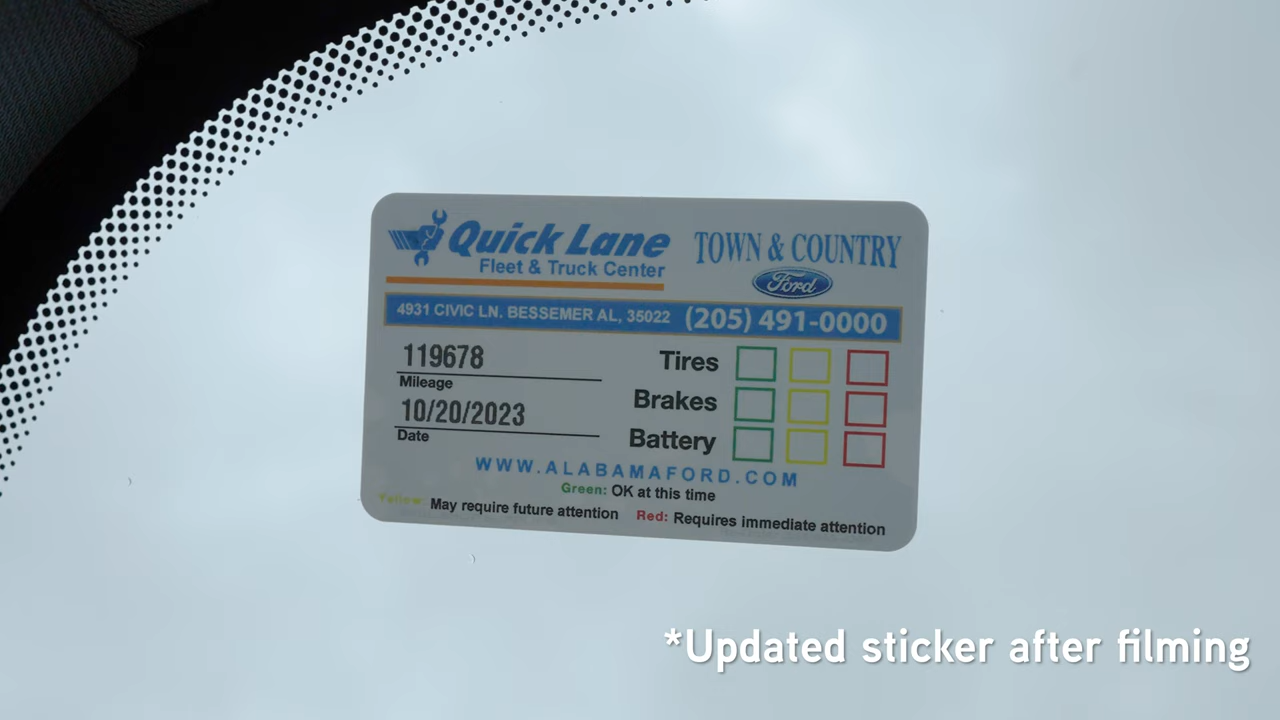 Quick Lane
Fleet & Truck Center
TOWN & COUNTRY
Ford
4931 CIVIC LN. BESSEMER AL, 35022 (205) 491-0000
119678
Mileage
10/20/2023
Date
Tires
Brakes
Battery
WWW.ALABAMAFORD.COM
Green: OK at this time
Yellow: May require future attention Red: Requires immediate attention
*Updated sticker after filming